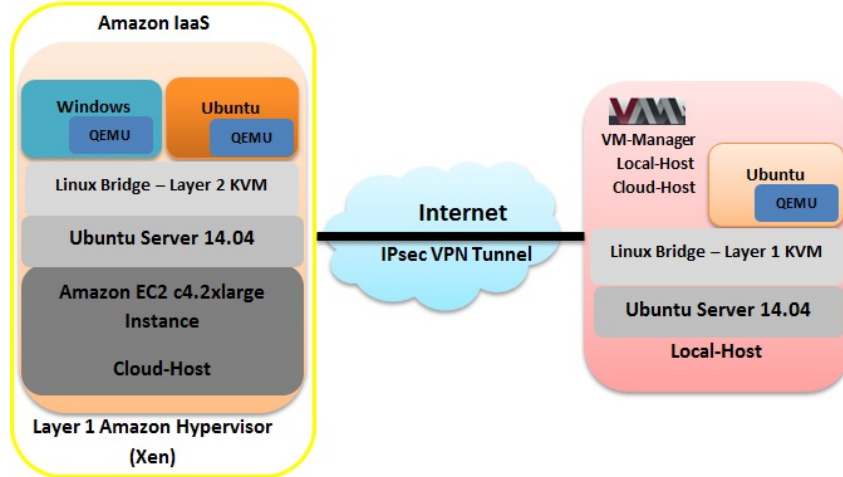 Amazon IaaS
Windows
QEMU
Ubuntu
QEMU
Linux Bridge – Layer 2 KVM
Ubuntu Server 14.04
Amazon EC2 c4.2xlarge
Instance
Cloud-Host
Layer 1 Amazon Hypervisor
(Xen)
Internet
IPsec VPN Tunnel
VMM
VM-Manager
Local-Host
Cloud-Host
Ubuntu
QEMU
Linux Bridge – Layer 1 KVM
Ubuntu Server 14.04
Local-Host